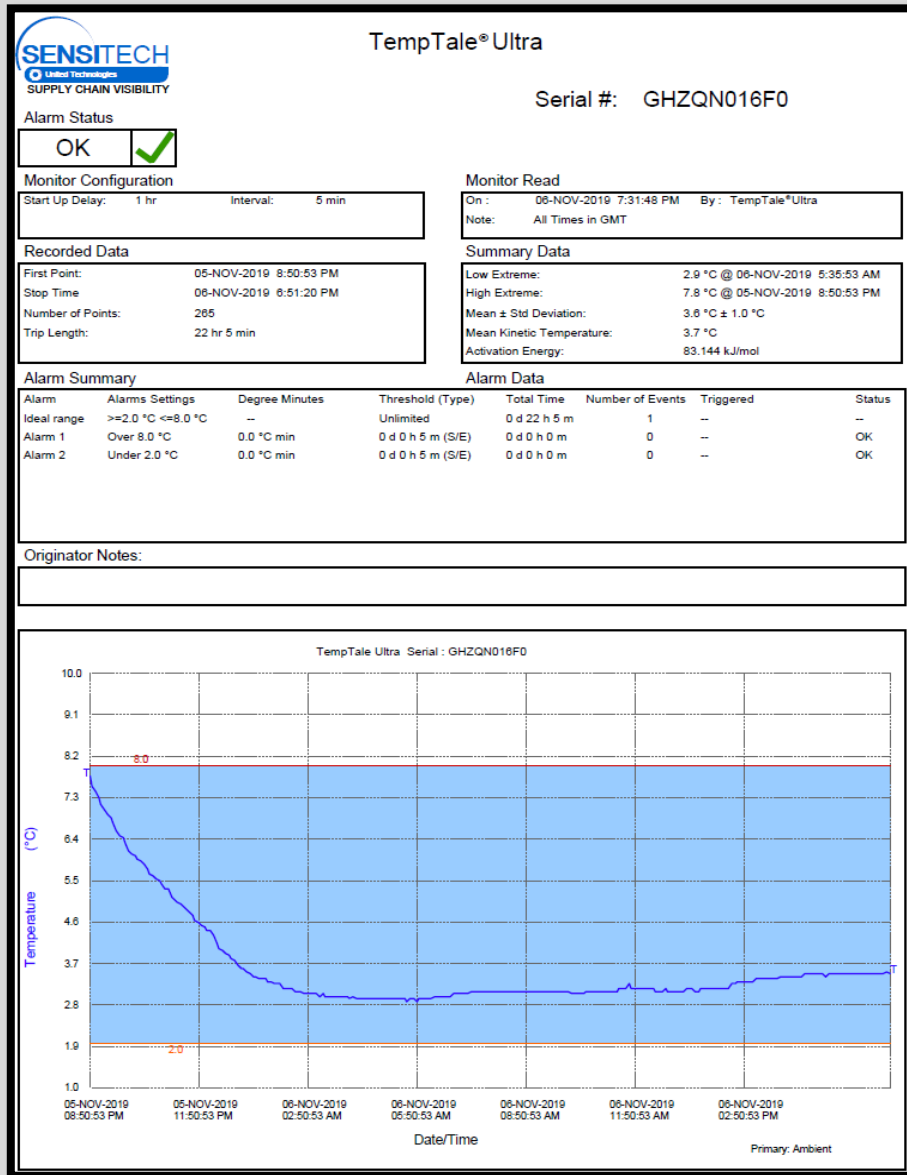 SENSITECH
United Technologies
SUPPLY CHAIN VISIBILITY
TempTale® Ultra
Serial #: GHZQN016F0
Alarm Status
OK
Monitor Configuration
Start Up Delay: 1 hr Interval: 5 min
Monitor Read
On : 06-NOV-2019 7:31:48 PM By : TempTale®Ultra
Note: All Times in GMT
Recorded Data
First Point: 05-NOV-2019 8:50:53 PM
Stop Time 06-NOV-2019 6:51:20 PM
Number of Points: 265
Trip Length: 22 hr 5 min
Summary Data
Low Extreme: 2.9 °C @ 06-NOV-2019 5:35:53 AM
High Extreme: 7.8 °C @ 05-NOV-2019 8:50:53 PM
Mean ± Std Deviation: 3.6 °C ± 1.0 °C
Mean Kinetic Temperature: 3.7 °C
Activation Energy: 83.144 kJ/mol
Alarm Summary Alarm Data
Alarm Alarms Settings Degree Minutes Threshold (Type) Total Time Number of Events Triggered Status
Ideal range >=2.0 °C <=8.0 °C -- Unlimited 0 d 22 h 5 m 1 -- --
Alarm 1 Over 8.0 °C 0.0 °C min 0 d 0 h 5 m (S/E) 0 d 0 h 0 m 0 -- OK
Alarm 2 Under 2.0 °C 0.0 °C min 0 d 0 h 5 m (S/E) 0 d 0 h 0 m 0 -- OK
Originator Notes:
TempTale Ultra Serial : GHZQN016F0
10.0
9.1
8.2
8.0
T
7.3
6.4
5.5
4.6
3.7
T
2.8
1.9
2.0
1.0
Temperature (°C)
05-NOV-2019 05-NOV-2019 06-NOV-2019 06-NOV-2019 06-NOV-2019 06-NOV-2019 06-NOV-2019
08:50:53 PM 11:50:53 PM 02:50:53 AM 05:50:53 AM 08:50:53 AM 11:50:53 AM 02:50:53 PM
Date/Time
Primary: Ambient